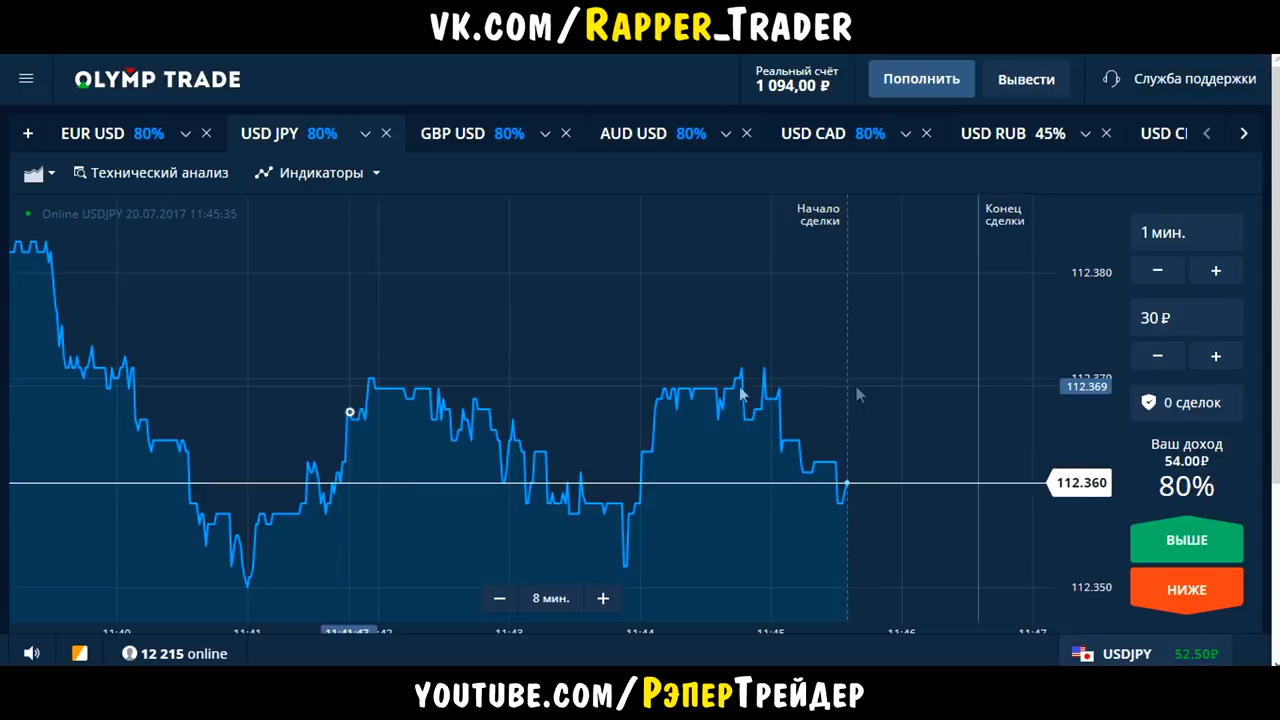 vk.com/Rapper_Trader
OLYMP TRADE
Реальный счёт
1 094,00 ₽
Пополнить
Вывести
Служба поддержки
+ EUR USD 80% USD JPY 80% GBP USD 80% AUD USD 80% USD CAD 80% USD RUB 45%
Технический анализ Индикаторы
Online USDJPY 20.07.2017 11:45:35
Начало сделки
Конец сделки
1 мин.
− +
30 ₽
− +
0 сделок
Ваш доход
54.00₽
80%
ВЫШЕ
НИЖЕ
112.380
112.369
112.360
112.350
− 8 мин. +
11:40 11:41 11:41:47 11:43 11:44 11:45 11:46 11:47
12 215 online
USDJPY 52.50₽
youtube.com/РэперТрейдер